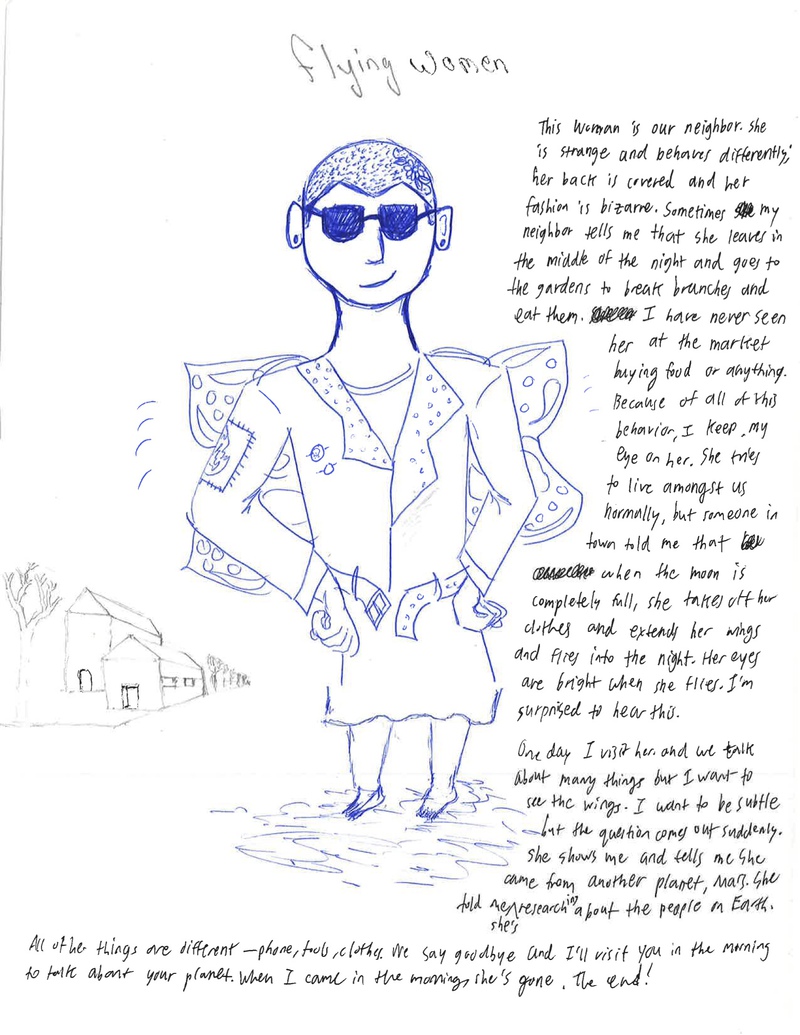 Flying women
This woman is our neighbor. She
is strange and behaves differently;
her back is covered and her
fashion is bizarre. Sometimes my
neighbor tells me that she leaves in
the middle of the night and goes to
the gardens to break branches and
eat them. I have never seen
her at the market
buying food or anything.
Because of all of this
behavior, I keep my
eye on her. She tries
to live amongst us
normally, but someone in
town told me that
when the moon is
completely full, she takes off her
clothes and extends her wings
and flies into the night. Her eyes
are bright when she flies. I'm
surprised to hear this.
One day I visit her and we talk
about many things but I want to
see the wings. I want to be subtle
but the question comes out suddenly.
She shows me and tells me she
came from another planet, Mars. She
told me she's researching about the people on Earth.
All other things are different – phone, tools, clothes. We say goodbye and I'll visit you in the morning
to talk about your planet. When I came in the morning, she's gone. The end!